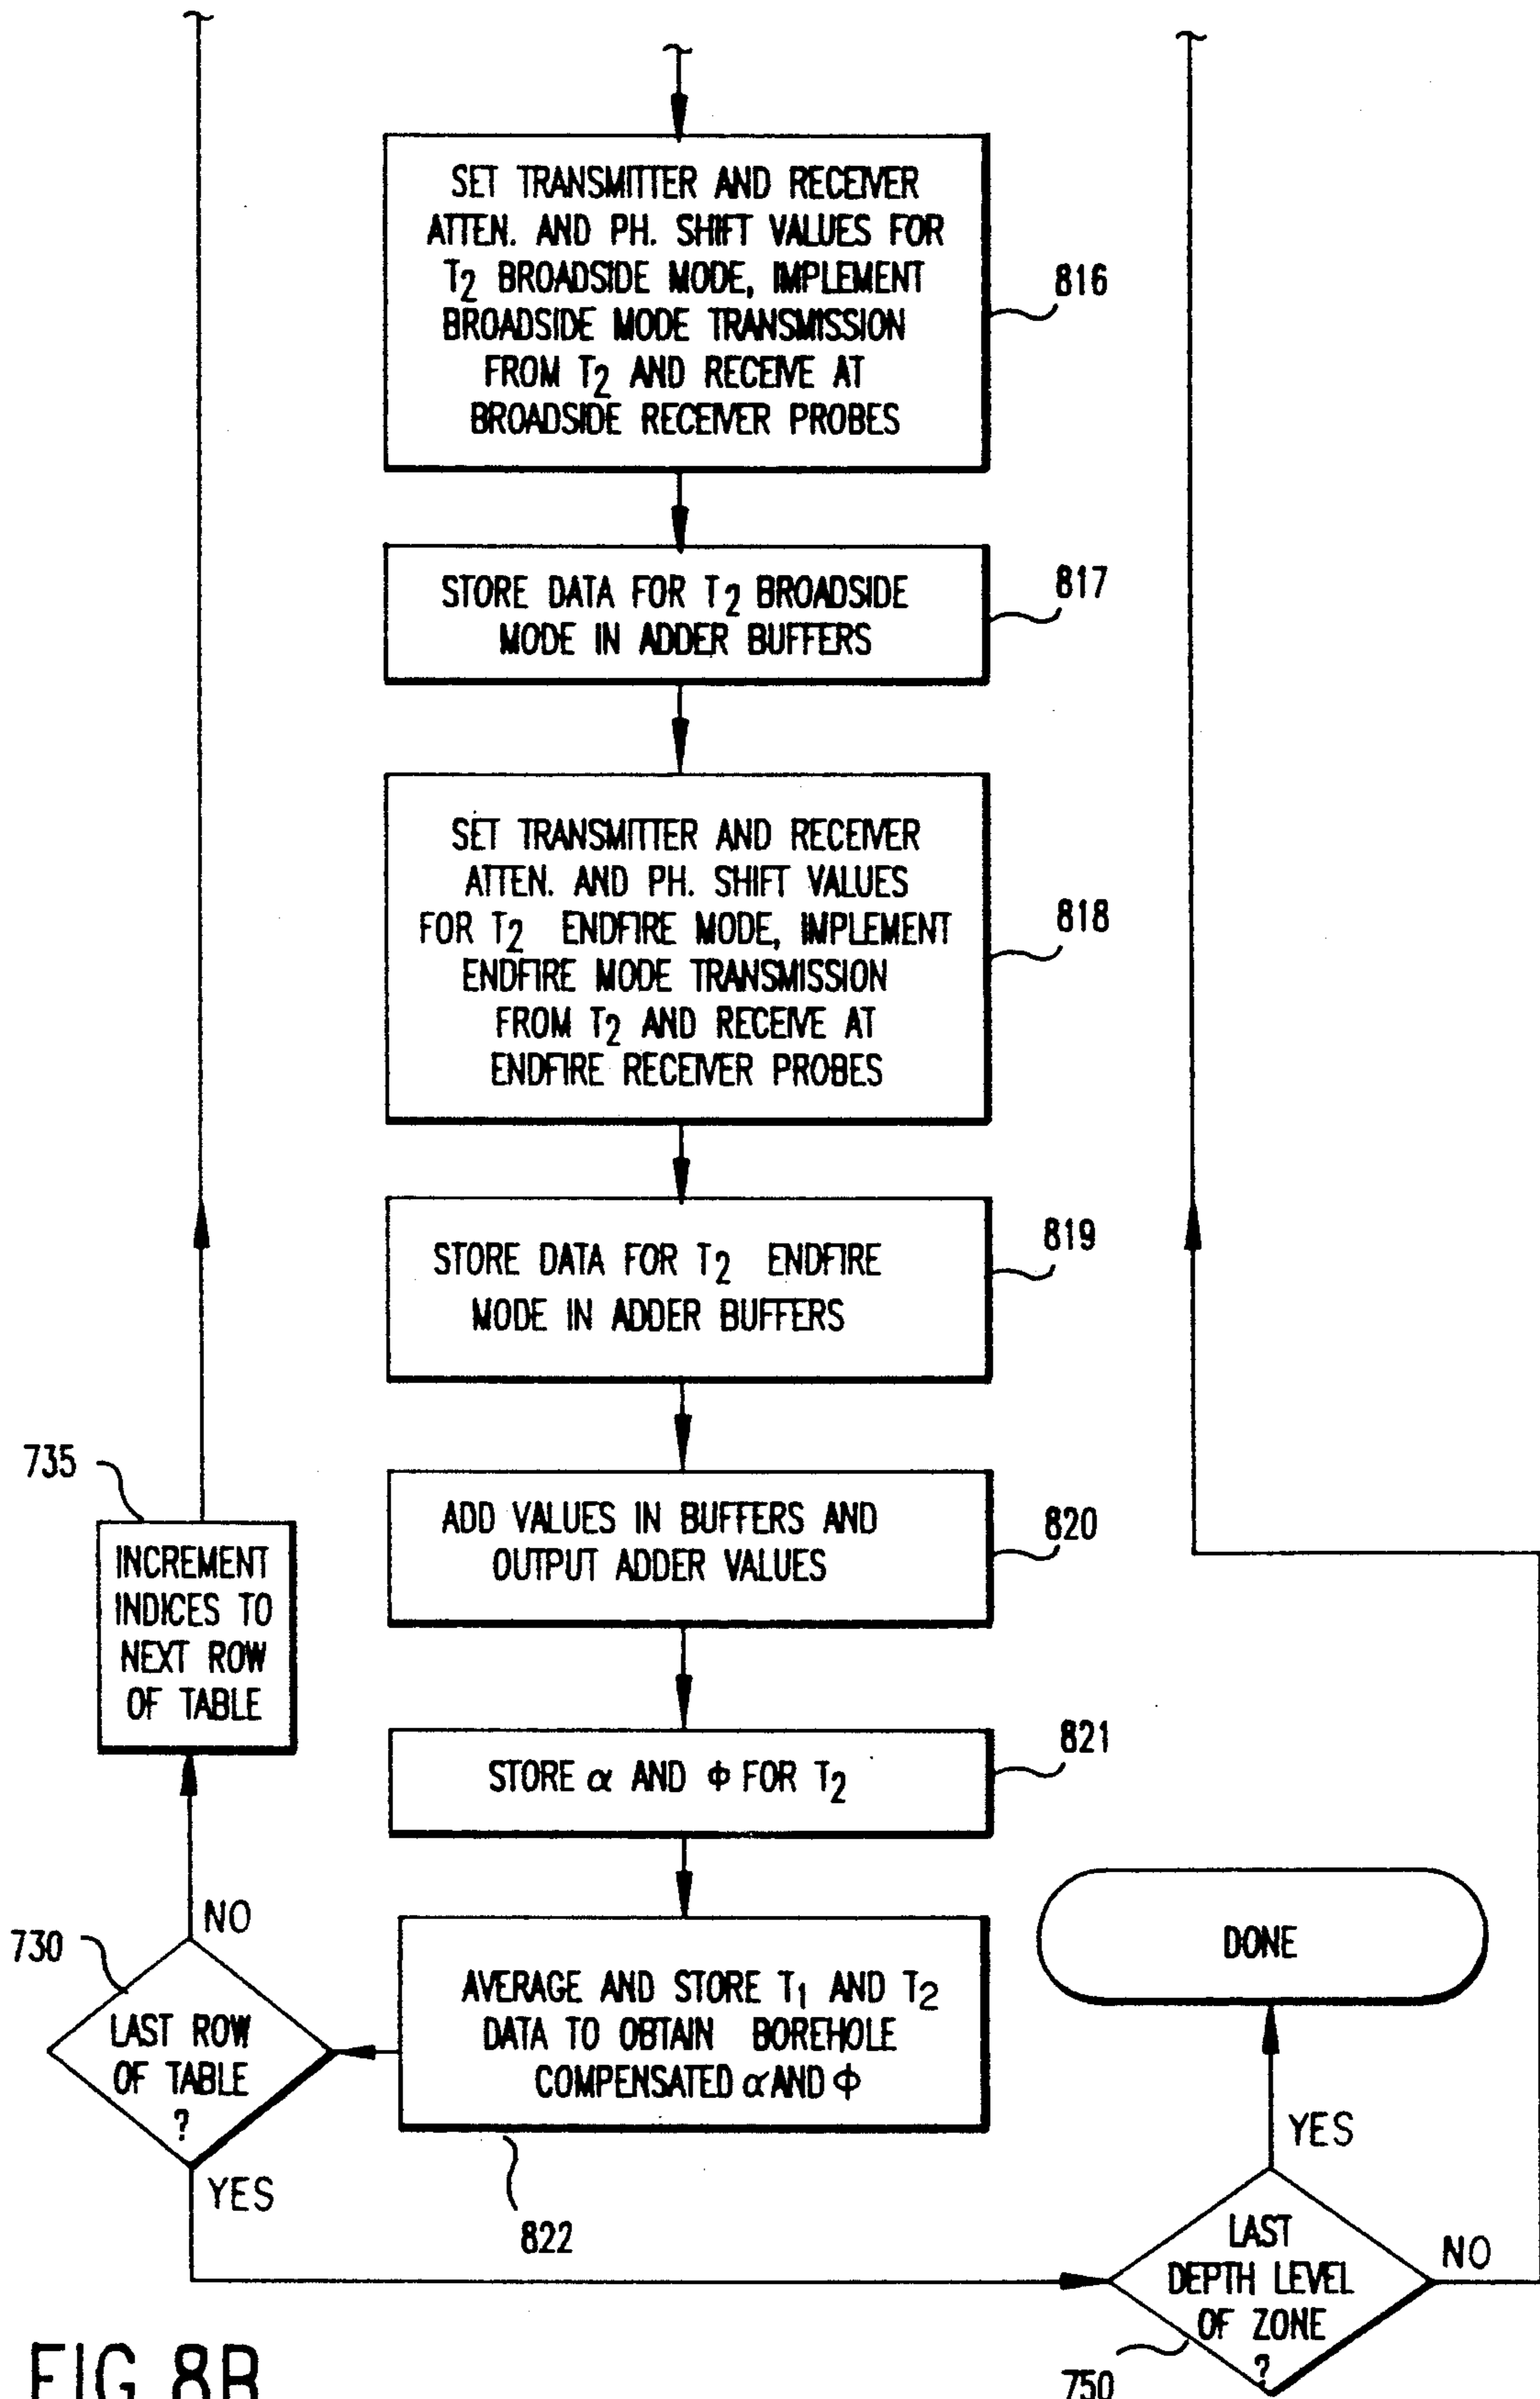 SET TRANSMITTER AND RECEIVER
ATTEN. AND PH. SHIFT VALUES FOR
T2 BROADSIDE MODE, IMPLEMENT
BROADSIDE MODE TRANSMISSION
FROM T2 AND RECEIVE AT
BROADSIDE RECEIVER PROBES
816
STORE DATA FOR T2 BROADSIDE
MODE IN ADDER BUFFERS
817
SET TRANSMITTER AND RECEIVER
ATTEN. AND PH. SHIFT VALUES
FOR T2 ENDFIRE MODE, IMPLEMENT
ENDFIRE MODE TRANSMISSION
FROM T2 AND RECEIVE AT
ENDFIRE RECEIVER PROBES
818
STORE DATA FOR T2 ENDFIRE
MODE IN ADDER BUFFERS
819
ADD VALUES IN BUFFERS AND
OUTPUT ADDER VALUES
820
735
INCREMENT
INDICES TO
NEXT ROW
OF TABLE
STORE α AND Φ FOR T2
821
AVERAGE AND STORE T1 AND T2
DATA TO OBTAIN BOREHOLE
COMPENSATED α AND Φ
822
NO
730
LAST ROW
OF TABLE
?
YES
DONE
YES
LAST
DEPTH LEVEL
OF ZONE
?
NO
750
FIG. 8B